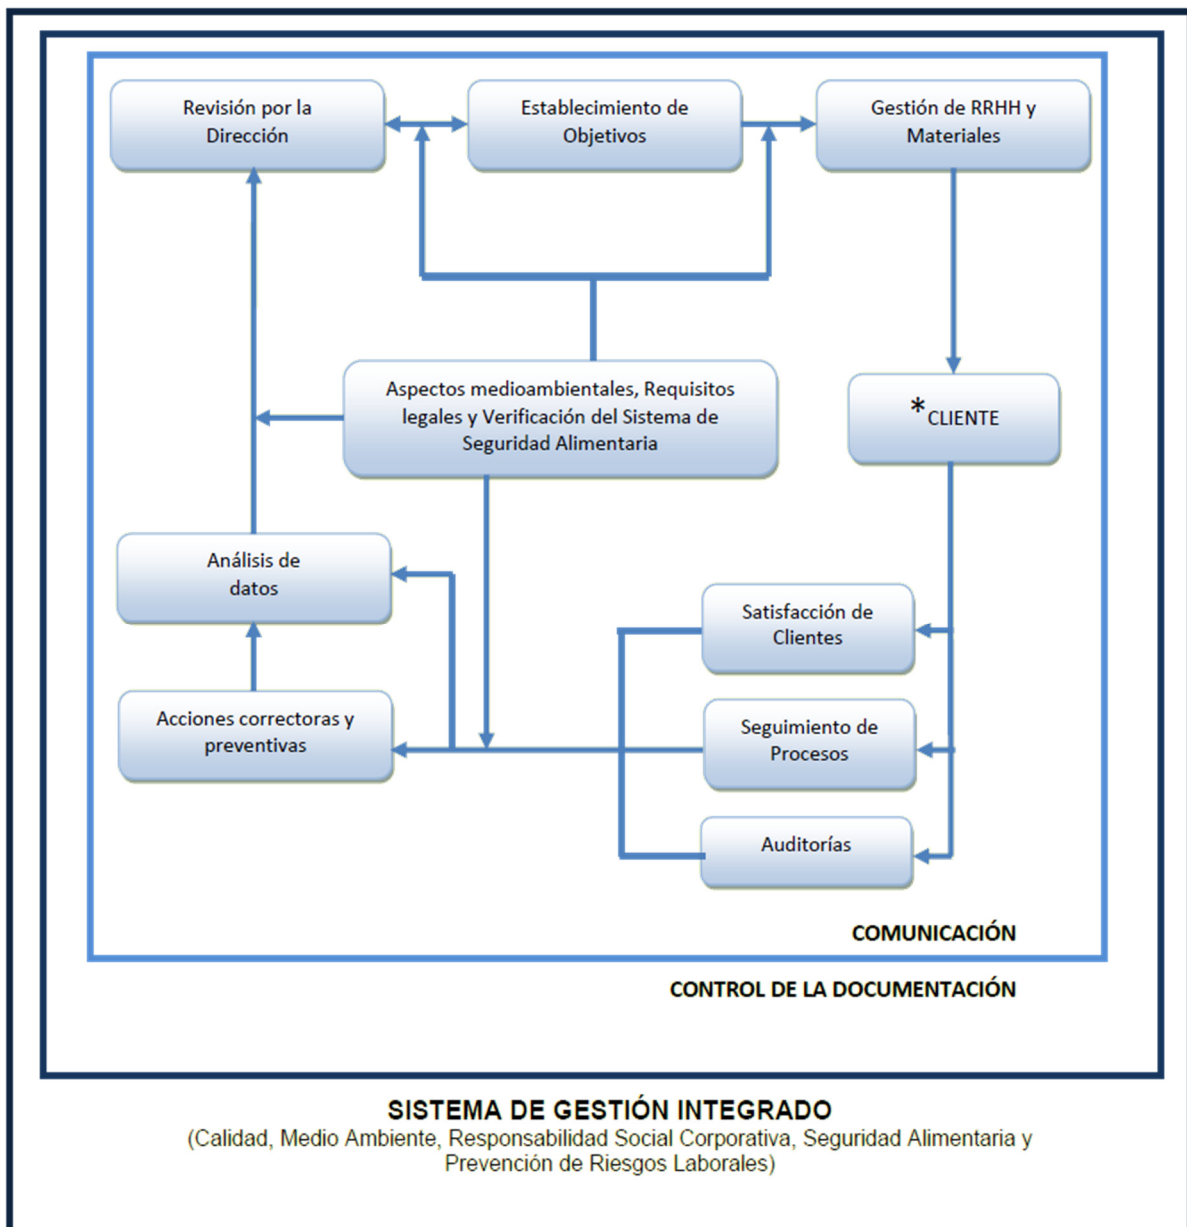 Revisión por la
Dirección
Establecimiento de
Objetivos
Gestión de RRHH y
Materiales
Aspectos medioambientales, Requisitos
legales y Verificación del Sistema de
Seguridad Alimentaria
*CLIENTE
Análisis de
datos
Satisfacción de
Clientes
Acciones correctoras y
preventivas
Seguimiento de
Procesos
Auditorías
COMUNICACIÓN
CONTROL DE LA DOCUMENTACIÓN
SISTEMA DE GESTIÓN INTEGRADO
(Calidad, Medio Ambiente, Responsabilidad Social Corporativa, Seguridad Alimentaria y
Prevención de Riesgos Laborales)